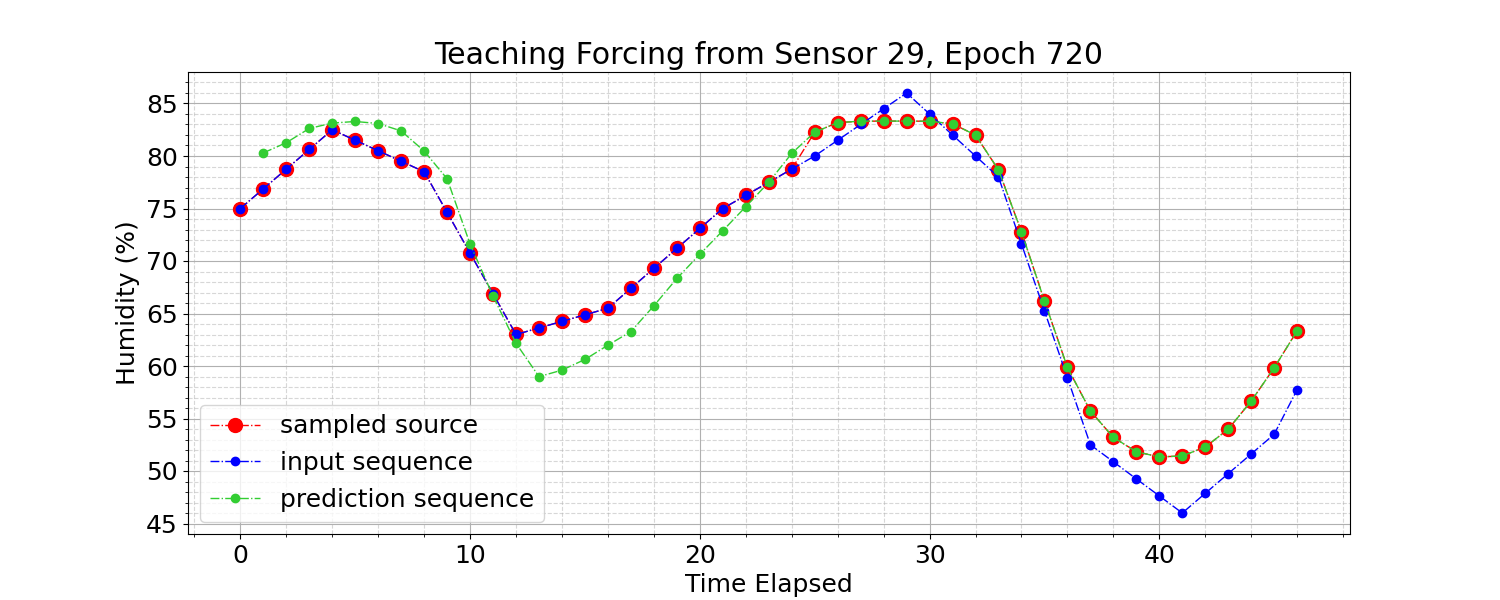 Teaching Forcing from Sensor 29, Epoch 720
Humidity (%)
85
80
75
70
65
60
55
50
45
sampled source
input sequence
prediction sequence
0 10 20 30 40
Time Elapsed